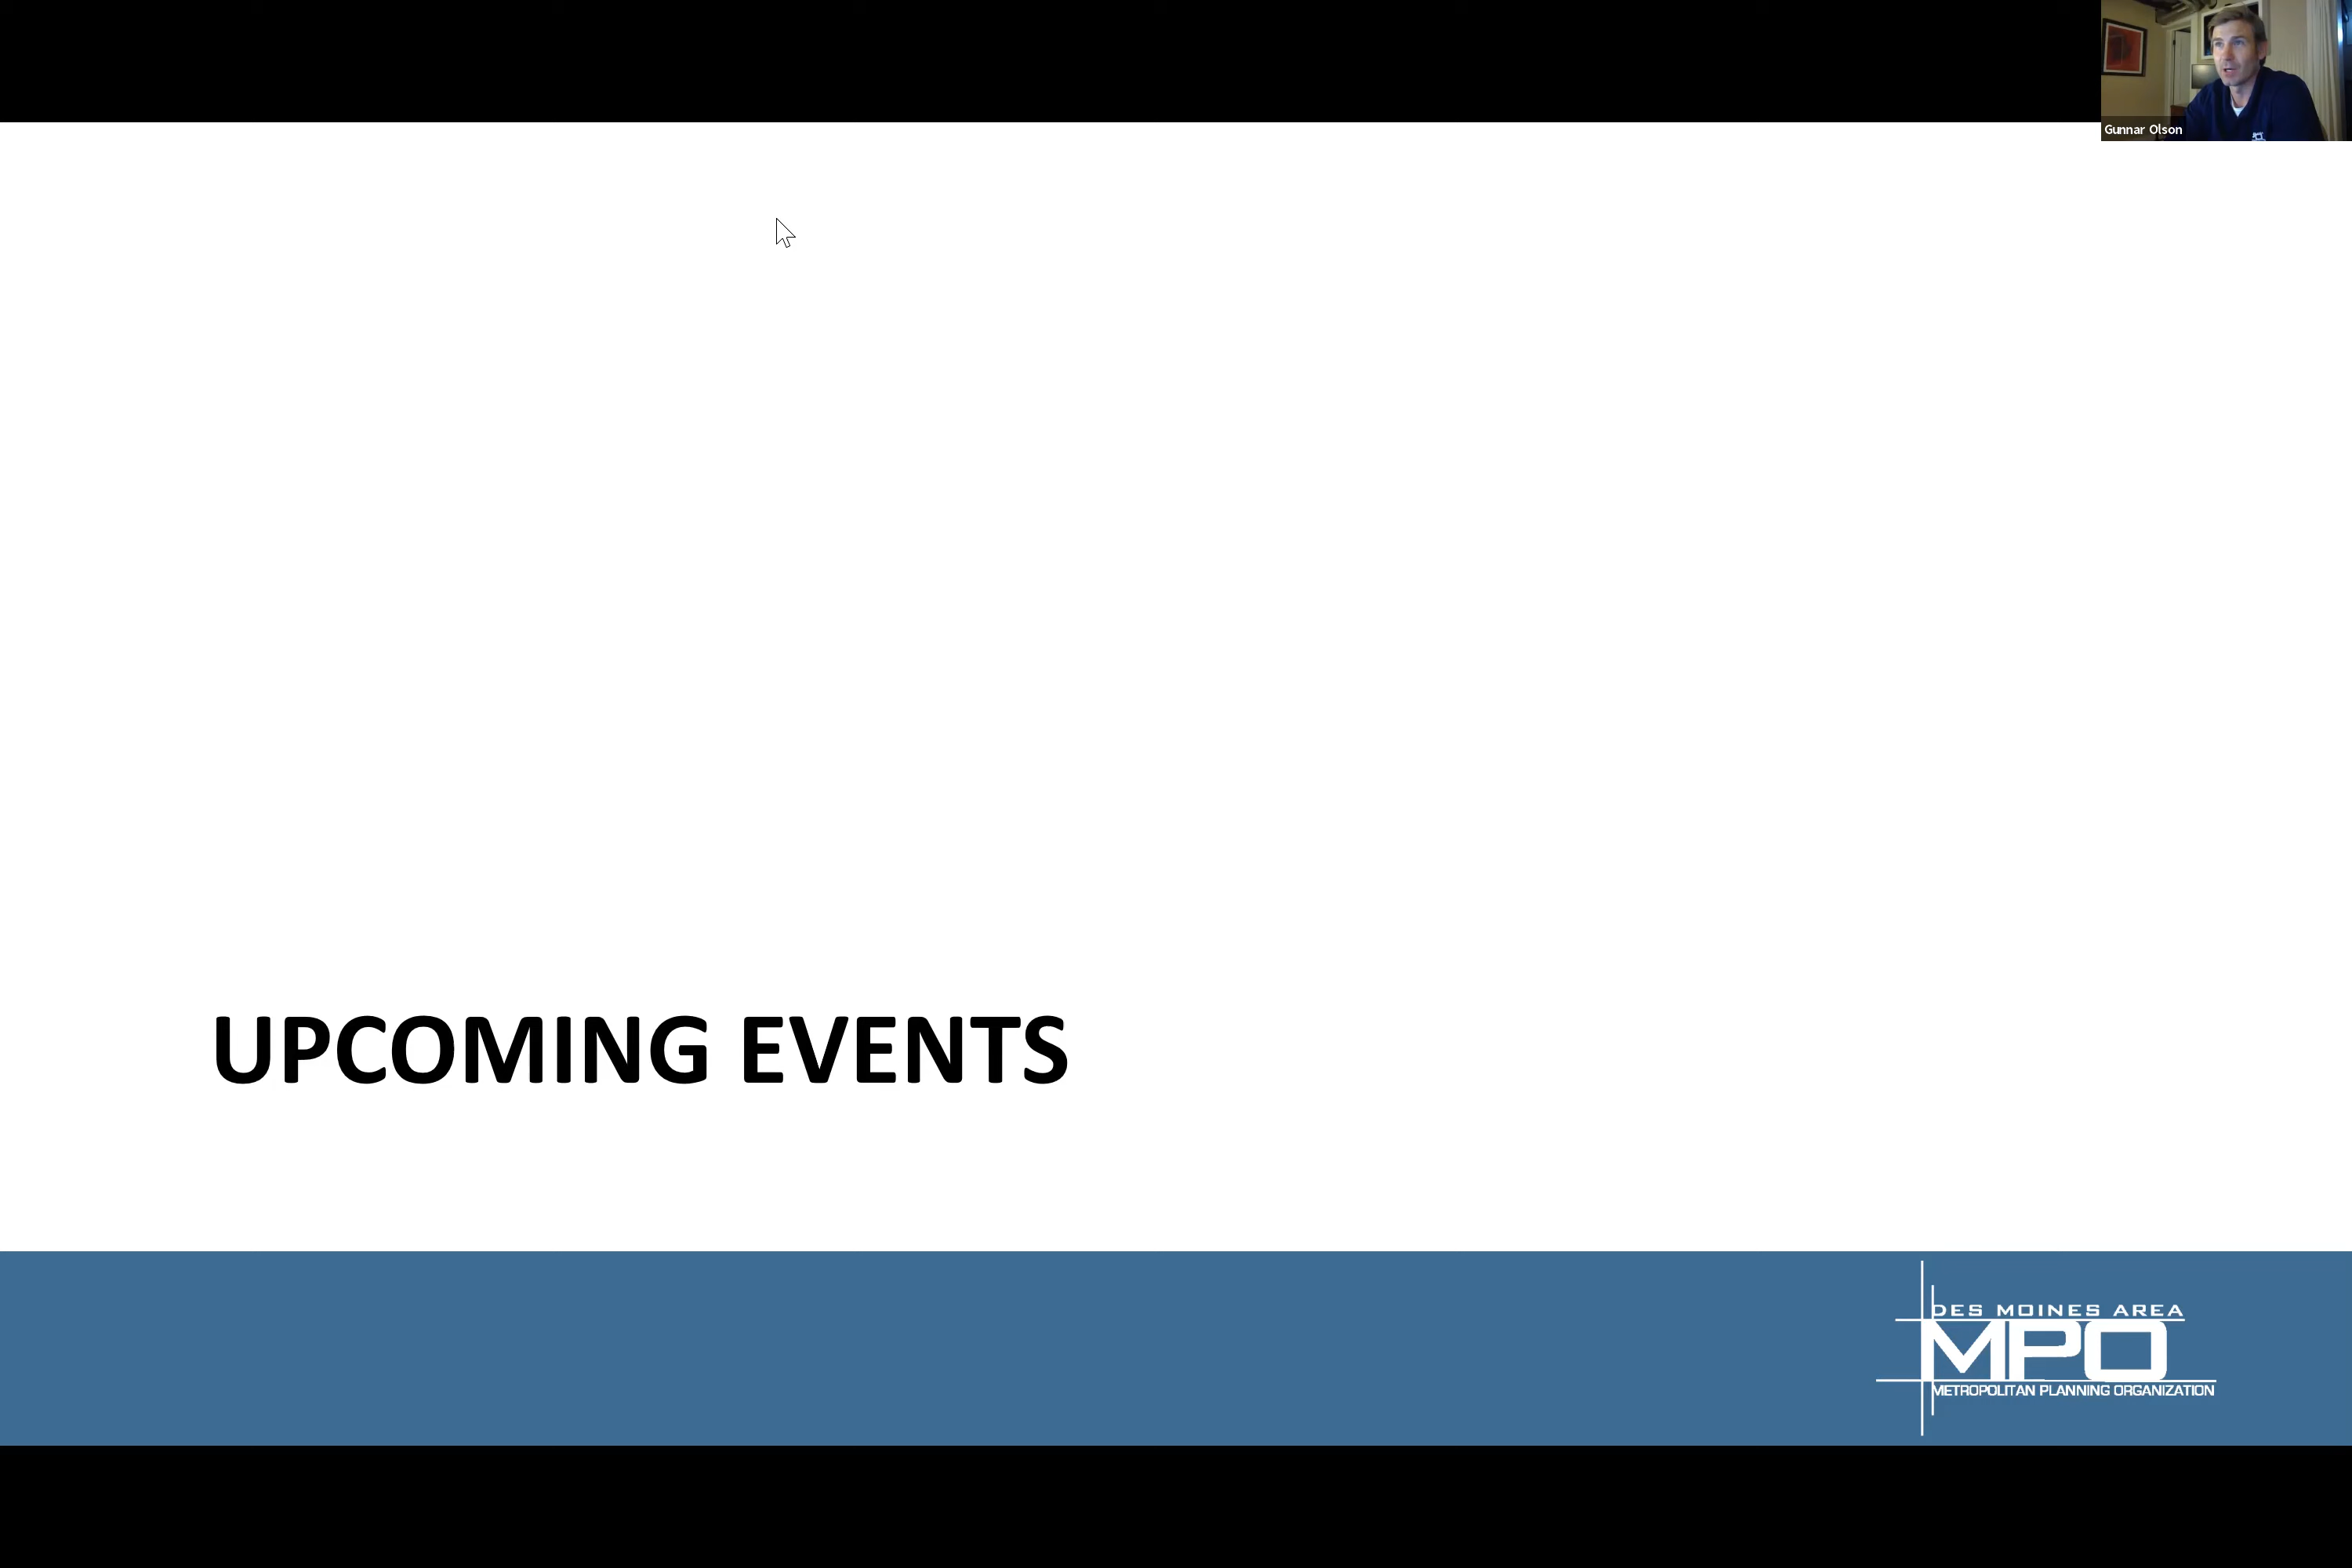 Gunnar Olson
UPCOMING EVENTS
DES MOINES AREA
MPO
METROPOLITAN PLANNING ORGANIZATION